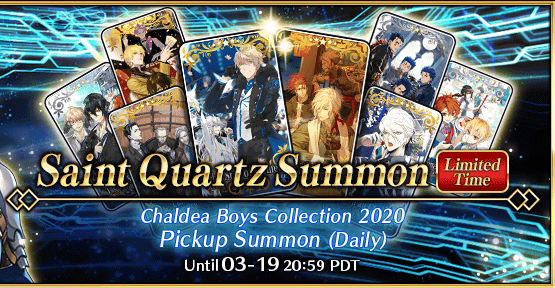 Saint Quartz Summon
Limited
Time
Chaldea Boys Collection 2020
Pickup Summon (Daily)
Until 03-19 20:59 PDT